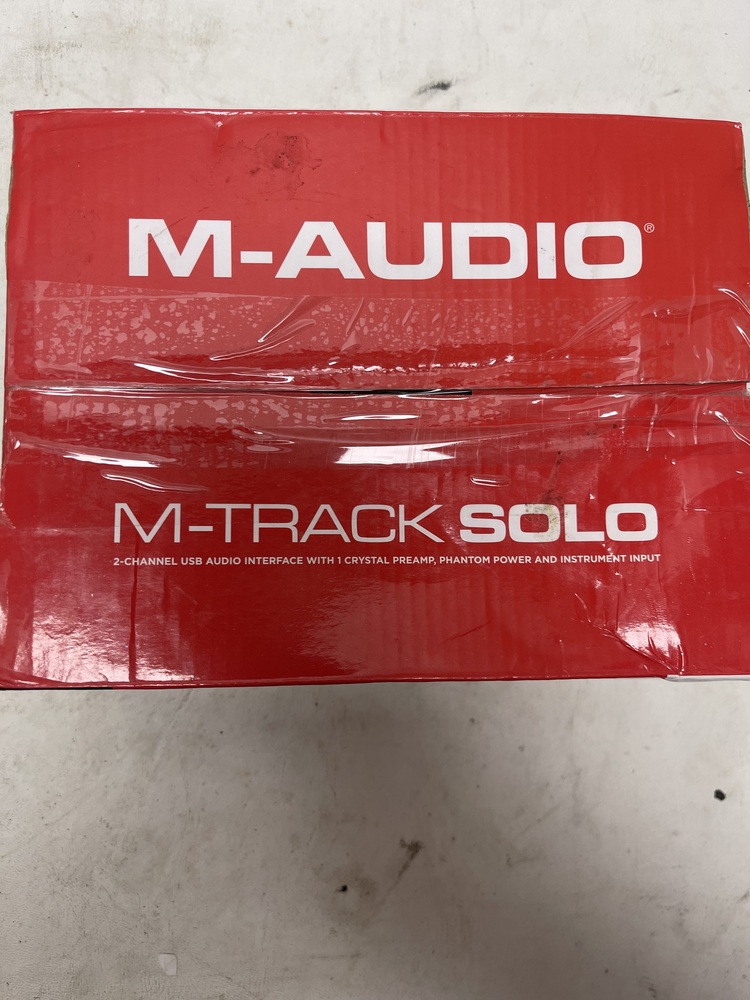 M-AUDIO®
M-TRACK SOLO
2-CHANNEL USB AUDIO INTERFACE WITH 1 CRYSTAL PREAMP, PHANTOM POWER AND INSTRUMENT INPUT